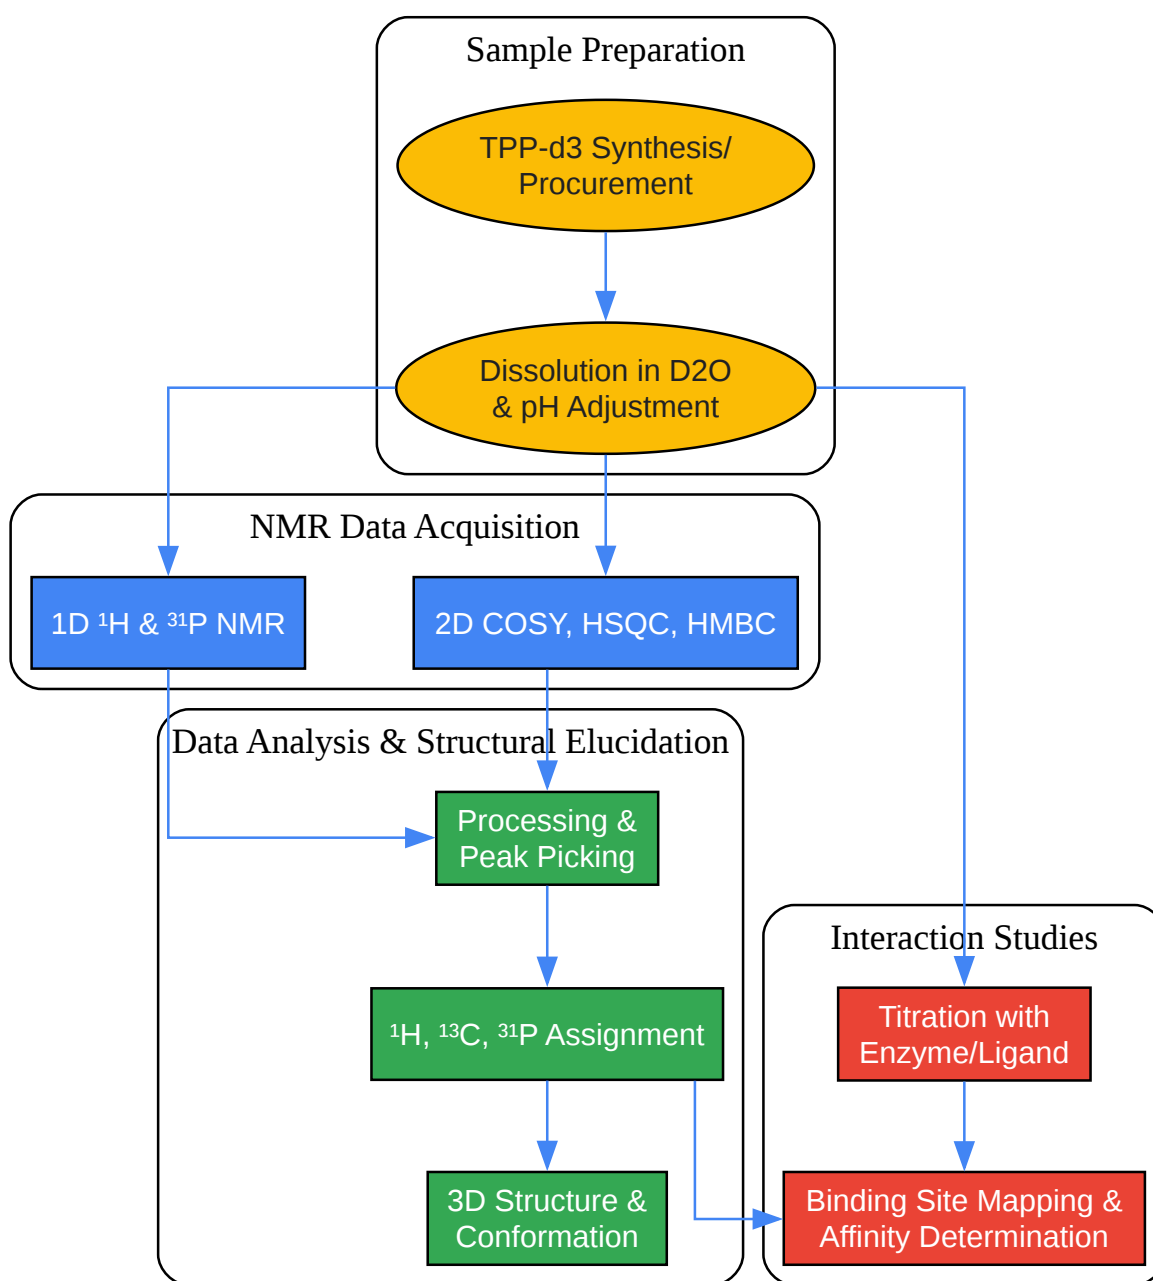 Sample Preparation
TPP-d3 Synthesis/
Procurement
Dissolution in D2O
& pH Adjustment
NMR Data Acquisition
1D ¹H & ³¹P NMR
2D COSY, HSQC, HMBC
Data Analysis & Structural Elucidation
Processing &
Peak Picking
¹H, ¹³C, ³¹P Assignment
3D Structure &
Conformation
Interaction Studies
Titration with
Enzyme/Ligand
Binding Site Mapping &
Affinity Determination